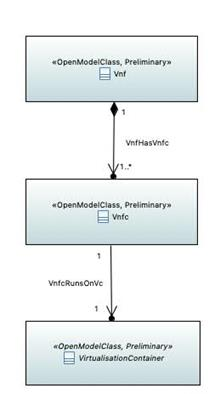 «OpenModelClass, Preliminary»
Vnf
1
VnfHasVnfc
1..*
«OpenModelClass, Preliminary»
Vnfc
1
VnfcRunsOnVc
1
«OpenModelClass, Preliminary»
VirtualisationContainer